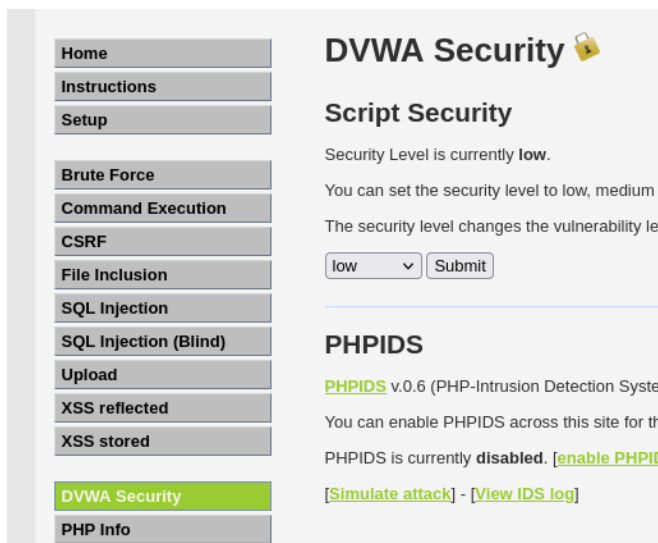 Home
Instructions
Setup
Brute Force
Command Execution
CSRF
File Inclusion
SQL Injection
SQL Injection (Blind)
Upload
XSS reflected
XSS stored
DVWA Security
PHP Info
DVWA Security
Script Security
Security Level is currently low.
You can set the security level to low, medium
The security level changes the vulnerability le
low Submit
PHPIDS
PHPIDS v.0.6 (PHP-Intrusion Detection Syste
You can enable PHPIDS across this site for th
PHPIDS is currently disabled. [enable PHPID
[Simulate attack] - [View IDS log]